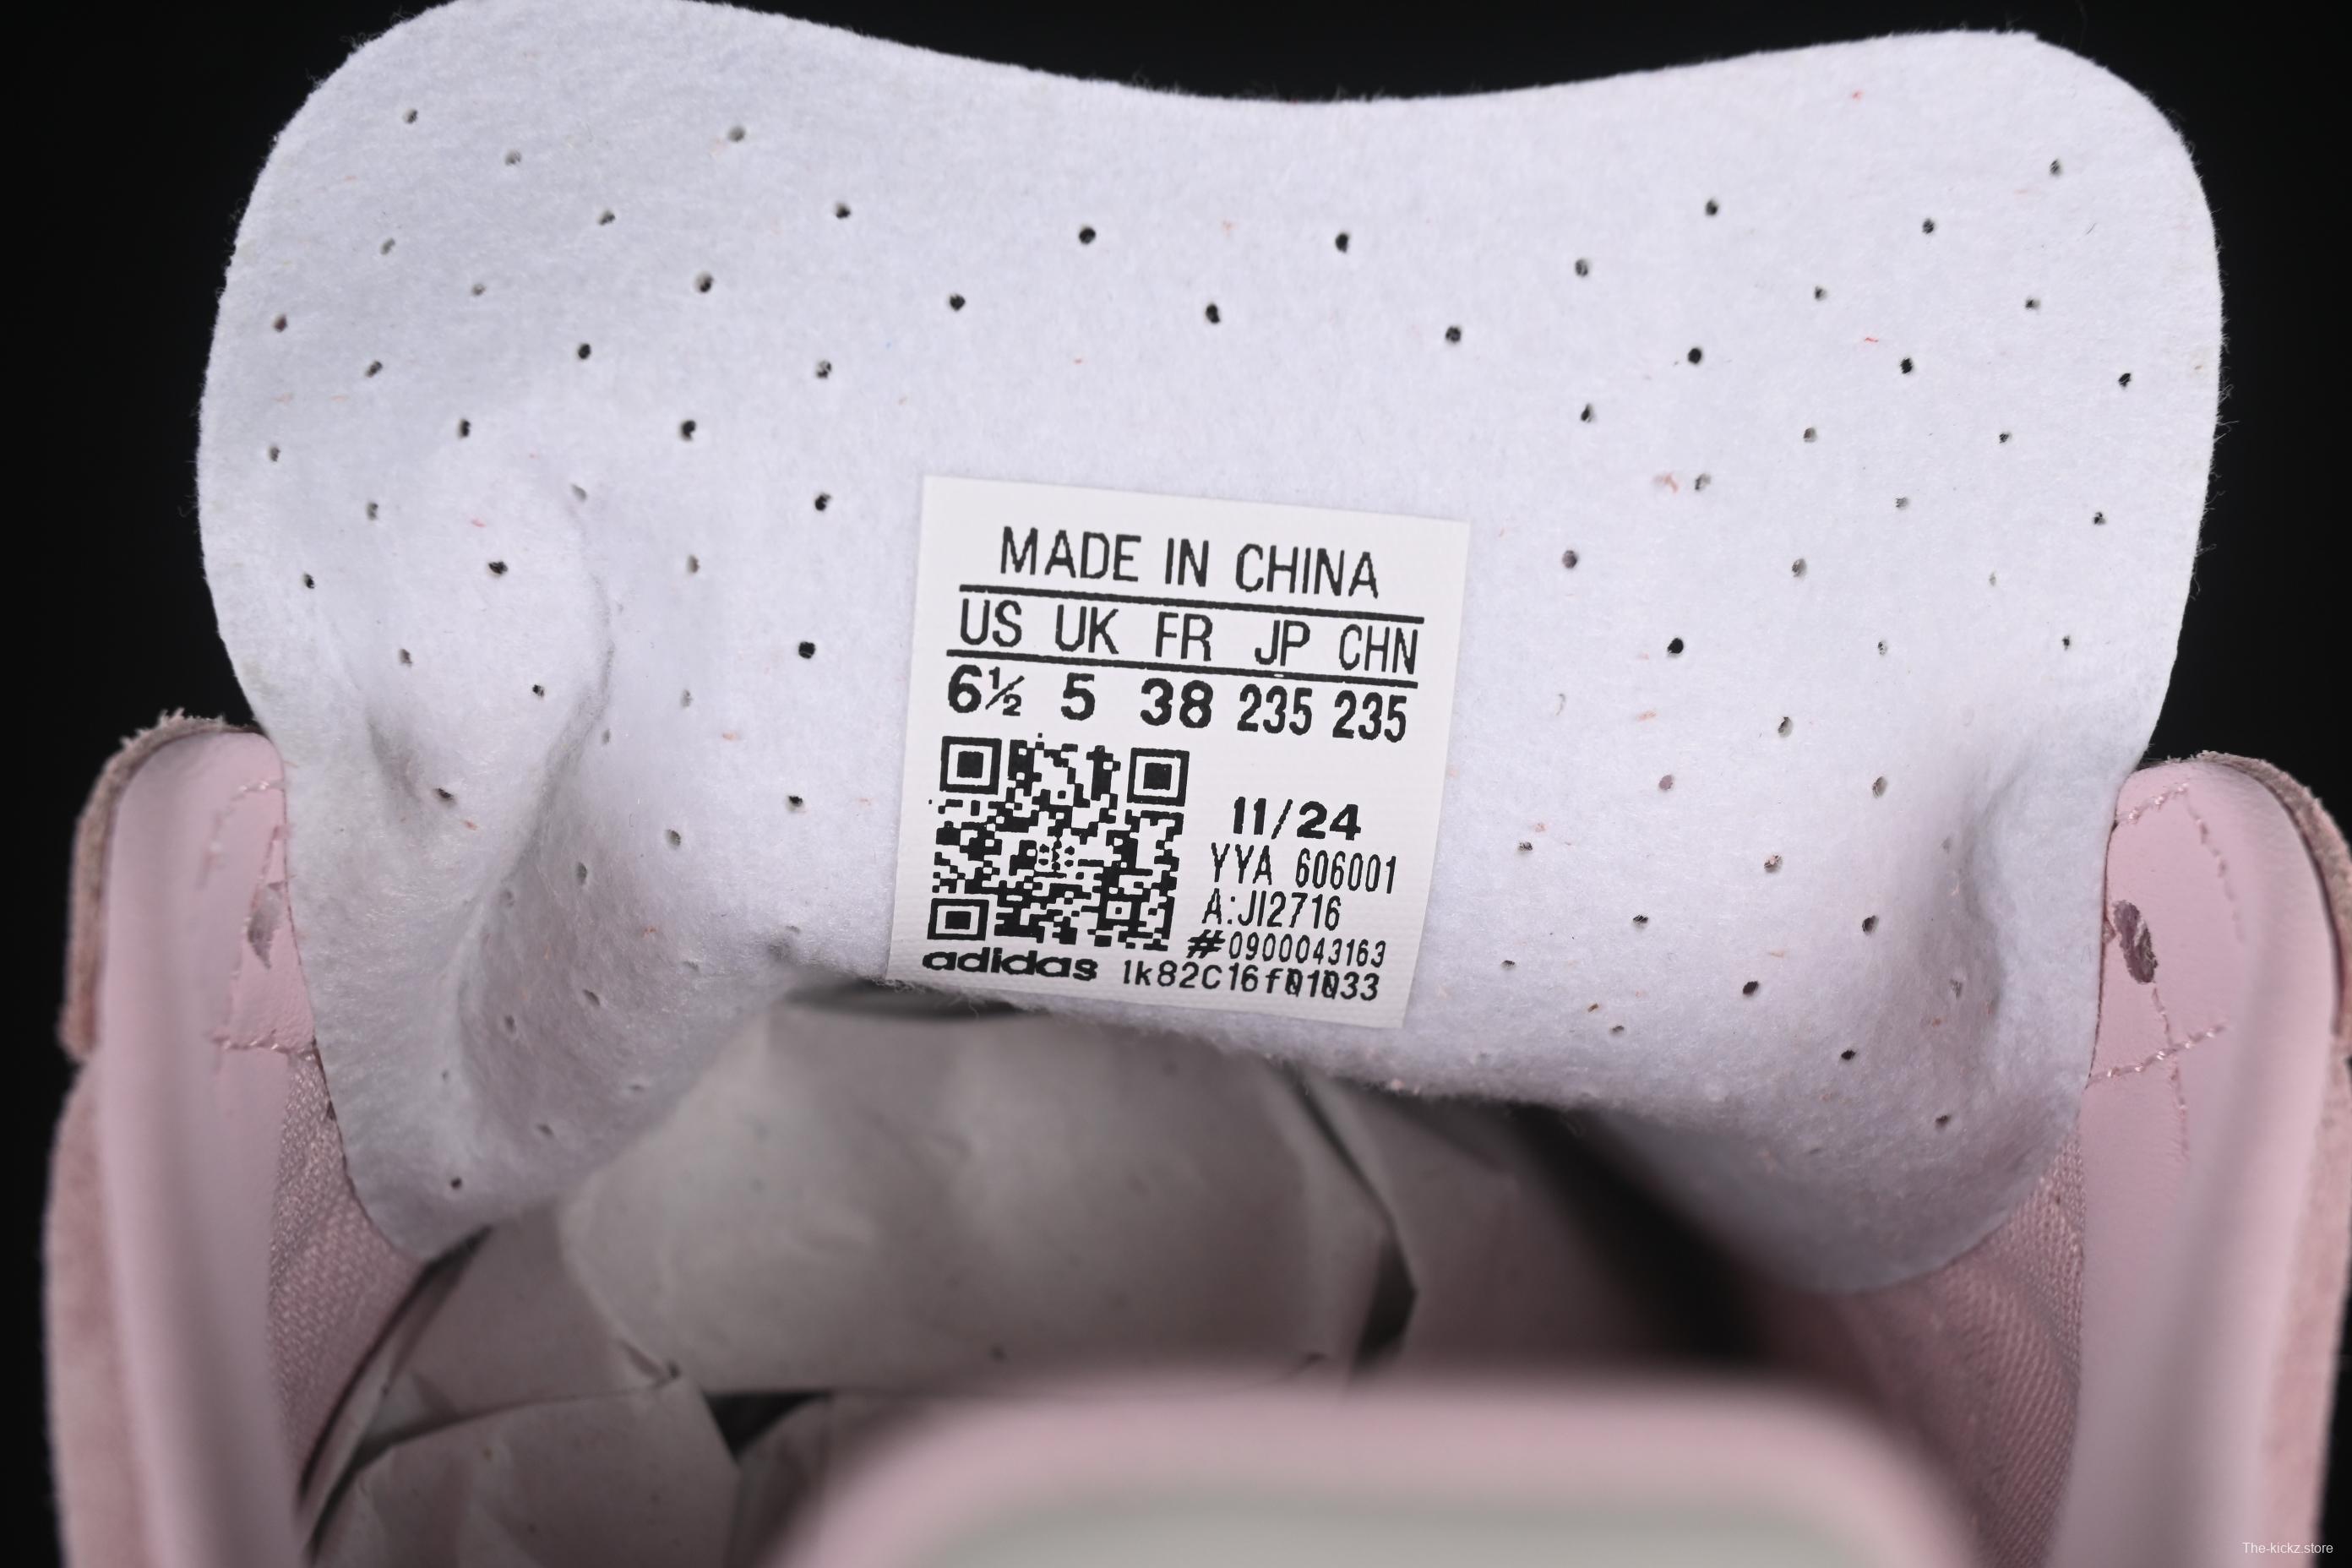 MADE IN CHINA
US UK FR JP CHN
6½ 5 38 235 235
11/24
YYA 606001
A:JI2716
#0900043163
adidas 1k82C16f01033
The-kickz.store